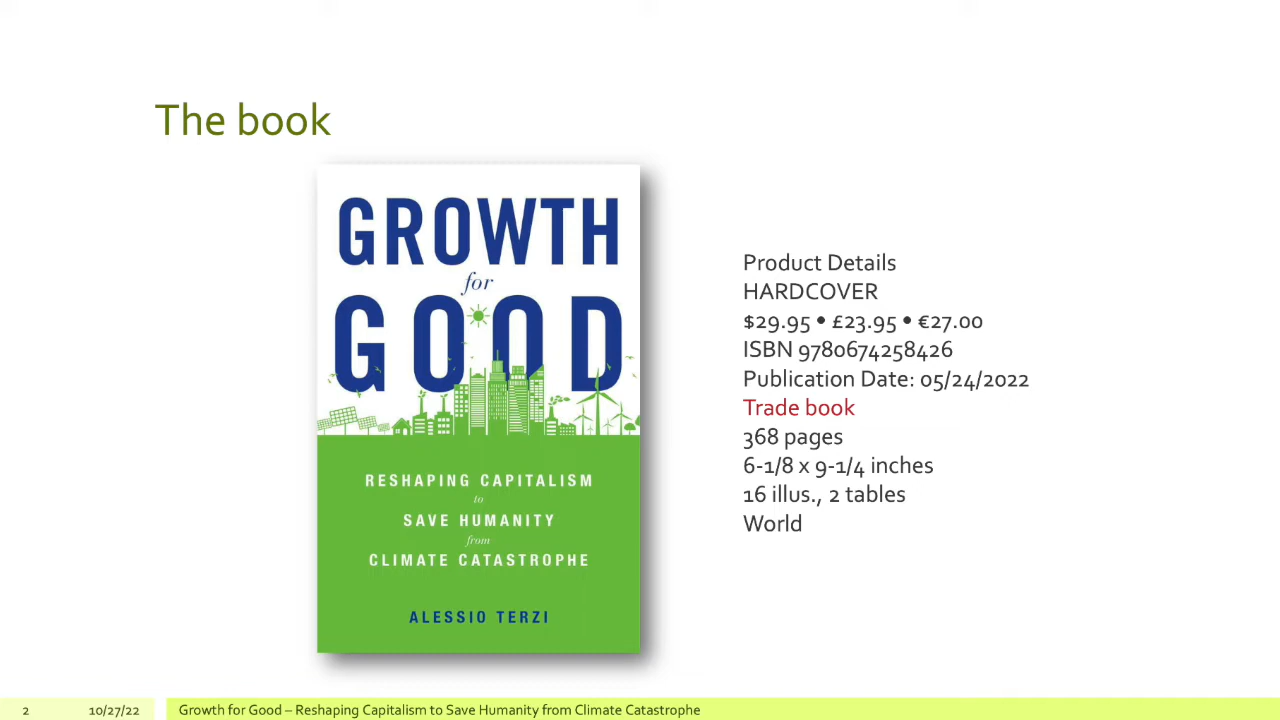 The book
GROWTH
for
GOOD
RESHAPING CAPITALISM
to
SAVE HUMANITY
from
CLIMATE CATASTROPHE
ALESSIO TERZI
Product Details
HARDCOVER
$29.95 • £23.95 • €27.00
ISBN 9780674258426
Publication Date: 05/24/2022
Trade book
368 pages
6-1/8 x 9-1/4 inches
16 illus., 2 tables
World
2
10/27/22
Growth for Good – Reshaping Capitalism to Save Humanity from Climate Catastrophe